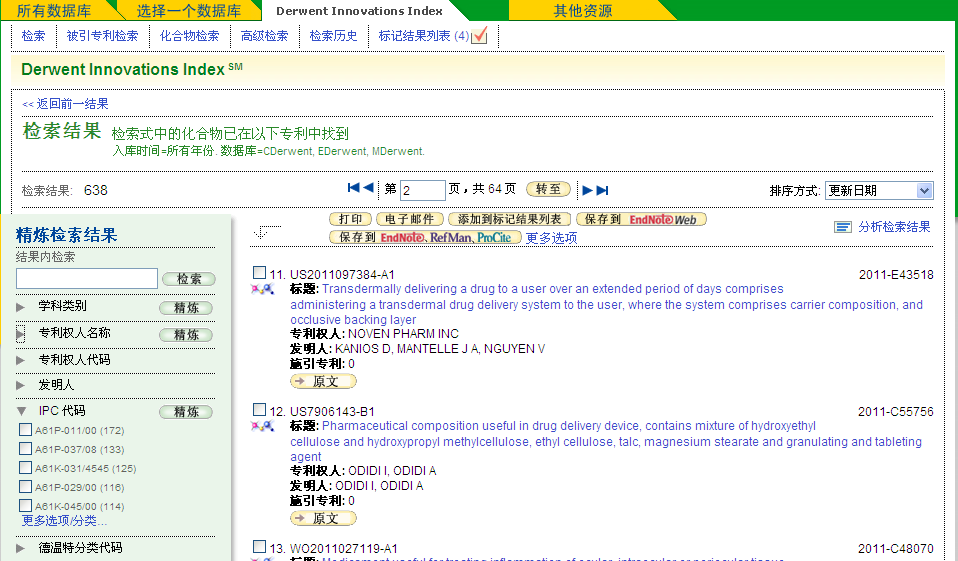 所有数据库 选择一个数据库 Derwent Innovations Index 其他资源
检索 被引专利检索 化合物检索 高级检索 检索历史 标记结果列表 (4)
Derwent Innovations Index SM
<< 返回前一结果
检索结果 检索式中的化合物已在以下专利中找到
入库时间=所有年份. 数据库=CDerwent, EDerwent, MDerwent.
检索结果: 638 第 2 页，共 64 页 转至 排序方式: 更新日期
打印 电子邮件 添加到标记结果列表 保存到 EndNote Web
保存到 EndNote, RefMan, ProCite 更多选项
分析检索结果
精炼检索结果
结果内检索
检索
学科类别 精炼
专利权人名称 精炼
专利权人代码
发明人
IPC 代码 精炼
A61P-011/00 (172)
A61P-037/08 (133)
A61K-031/4545 (125)
A61P-029/00 (116)
A61K-045/00 (114)
更多选项/分类...
德温特分类代码
11. US2011097384-A1 2011-E43518
标题: Transdermally delivering a drug to a user over an extended period of days comprises
administering a transdermal drug delivery system to the user, where the system comprises carrier composition, and
occlusive backing layer
专利权人: NOVEN PHARM INC
发明人: KANIOS D, MANTELLE J A, NGUYEN V
施引专利: 0
原文
12. US7906143-B1 2011-C55756
标题: Pharmaceutical composition useful in drug delivery device, contains mixture of hydroxyethyl
cellulose and hydroxypropyl methylcellulose, ethyl cellulose, talc, magnesium stearate and granulating and tableting
agent
专利权人: ODIDI I, ODIDI A
发明人: ODIDI I, ODIDI A
施引专利: 0
原文
13. WO2011027119-A1 2011-C48070
标题: Medicament useful for treating inflammation of ocular, intraocular or periocular tissue